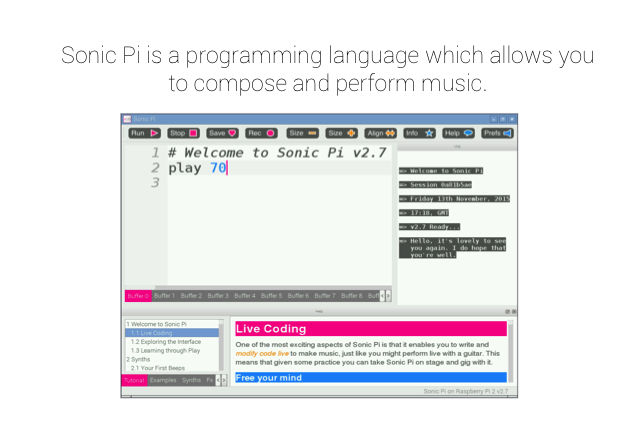 Sonic Pi is a programming language which allows you
to compose and perform music.
Sonic Pi
Run Stop Save Rec Size Size Align Info Help Prefs
1 # Welcome to Sonic Pi v2.7
2 play 70
3
=> Welcome to Sonic Pi
=> Session 0a81b5ae
=> Friday 13th November, 2015
=> 17:18, GMT
=> v2.7 Ready...
=> Hello, it's lovely to see
you again. I do hope that
you're well.
Buffer 0 Buffer 1 Buffer 2 Buffer 3 Buffer 4 Buffer 5 Buffer 6 Buffer 7 Buffer 8 Buff
1 Welcome to Sonic Pi
1.1 Live Coding
1.2 Exploring the Interface
1.3 Learning through Play
2 Synths
2.1 Your First Beeps
Tutorial Examples Synths Fx
Live Coding
One of the most exciting aspects of Sonic Pi is that it enables you to write and
modify code live to make music, just like you might perform live with a guitar. This
means that given some practice you can take Sonic Pi on stage and gig with it.
Free your mind
Sonic Pi on Raspberry Pi 2 v2.7